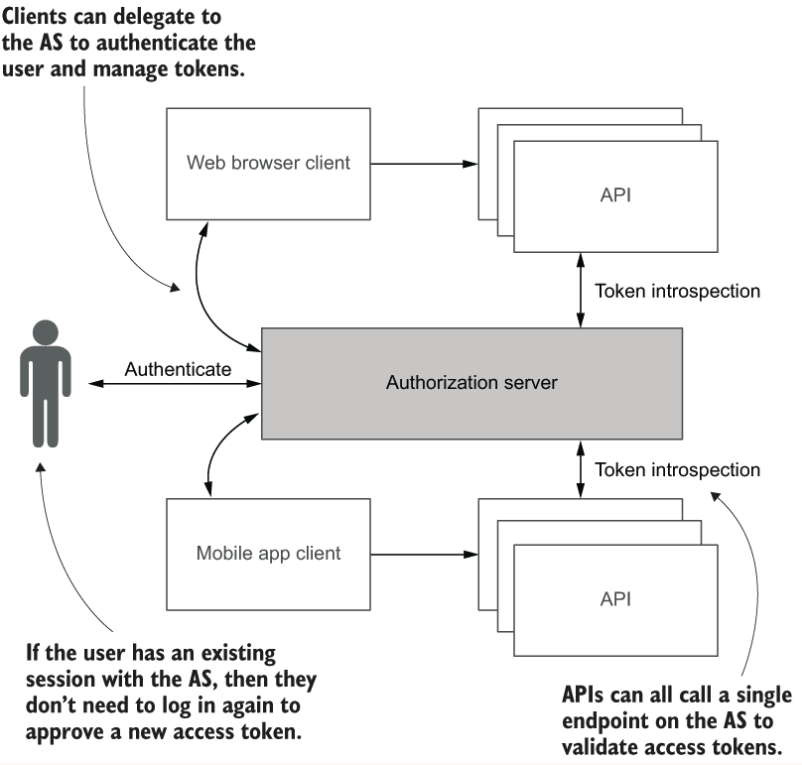 Clients can delegate to
the AS to authenticate the
user and manage tokens.
Web browser client
API
Token introspection
Authenticate
Authorization server
Token introspection
Mobile app client
API
If the user has an existing
session with the AS, then they
don’t need to log in again to
approve a new access token.
APIs can all call a single
endpoint on the AS to
validate access tokens.